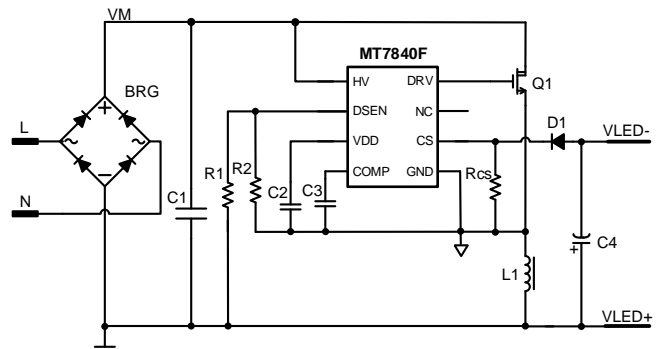 VM
MT7840F
BRG
HV
DRV
Q1
DSEN
NC
D1
VLED-
L
VDD
CS
R1
R2
C2
C3
COMP
GND
Rcs
N
C1
C4
+
L1
VLED+